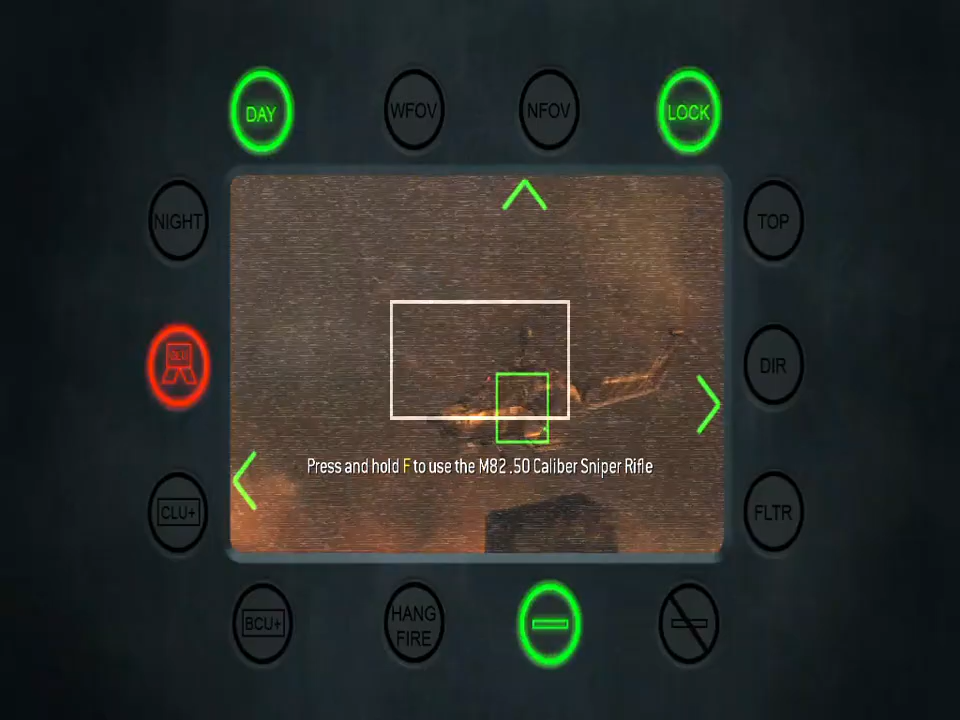 DAY
WFOV
NFOV
LOCK
NIGHT
TOP
CLU
DIR
Press and hold F to use the M82 .50 Caliber Sniper Rifle
CLU+
FLTR
BCU+
HANG
FIRE